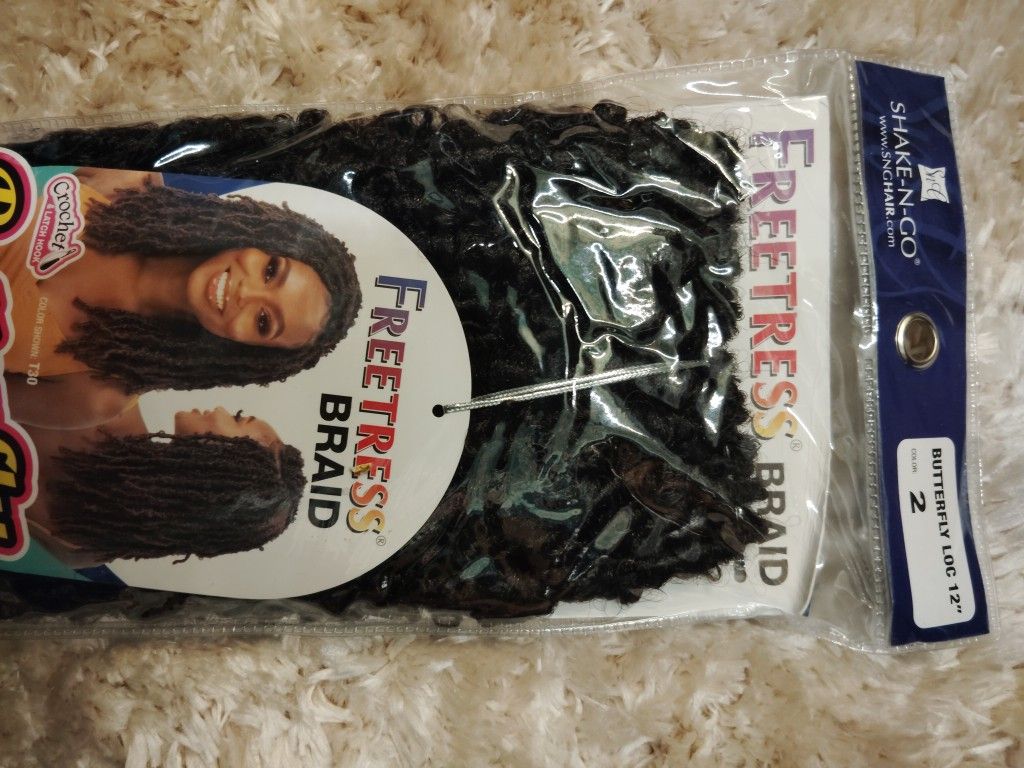 SHAKE-N-GO®
www.SNGHAIR.com
BUTTERFLY LOC 12"
COLOR:
2
FREETRESS® BRAID
FREETRESS®
BRAID
Crochet
& LATCH HOOK
COLOR SHOWN: T30